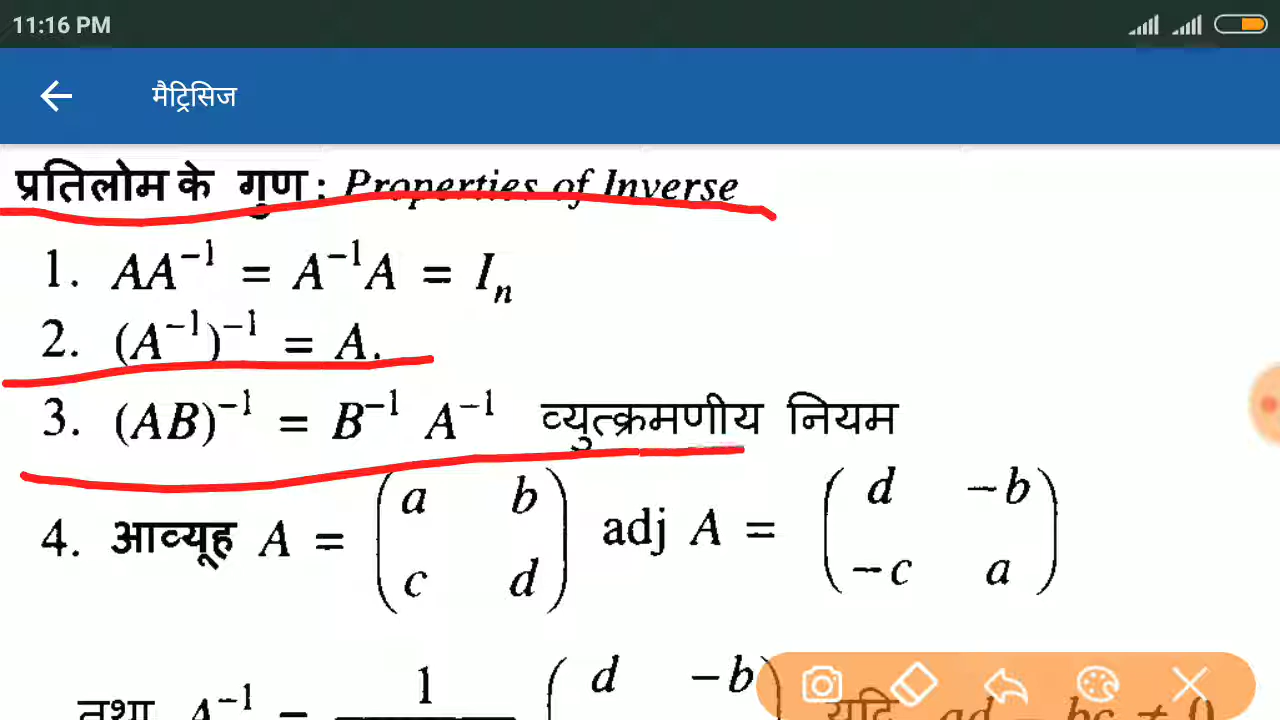 11:16 PM
मैट्रिसिज
प्रतिलोम के गुण : Properties of Inverse
1. AA⁻¹ = A⁻¹A = Iₙ
2. (A⁻¹)⁻¹ = A.
3. (AB)⁻¹ = B⁻¹ A⁻¹ व्युत्क्रमणीय नियम
4. आव्यूह A = ( a b ; c d ) adj A = ( d −b ; −c a )
तथा A⁻¹ = 1 ( d −b यदि ad − bc ≠ 0